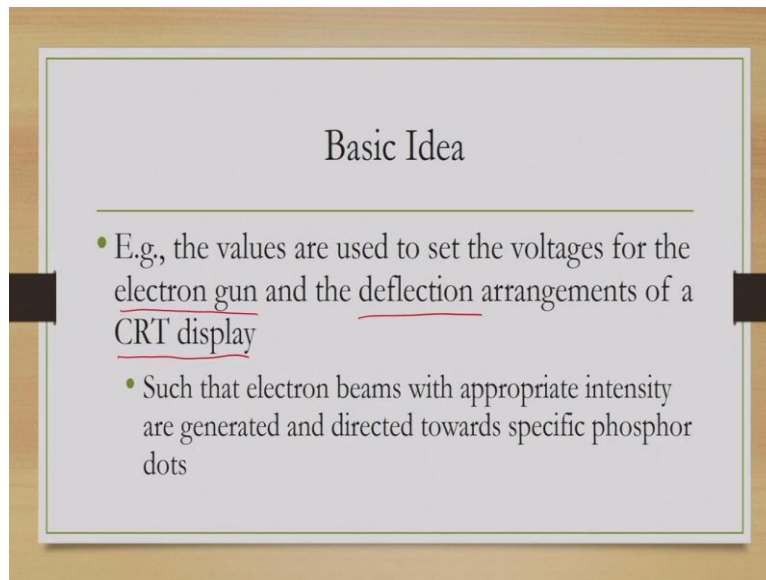 Basic Idea
• E.g., the values are used to set the voltages for the
electron gun and the deflection arrangements of a
CRT display
• Such that electron beams with appropriate intensity
are generated and directed towards specific phosphor
dots